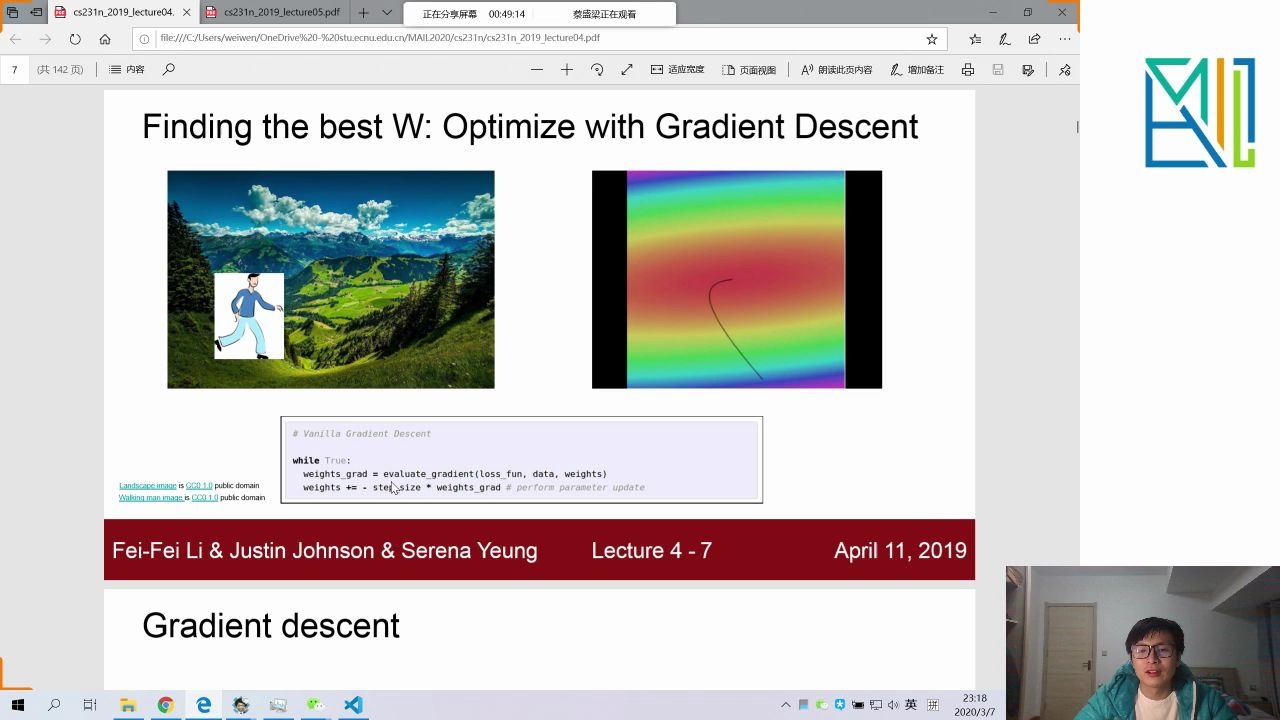 cs231n_2019_lecture04.
cs231n_2019_lecture05.pdf
正在分享屏幕
00:49:14
蔡盛梁正在观看
file:///C:/Users/weiwen/OneDrive%20-%20stu.ecnu.edu.cn/MAIL2020/cs231n/cs231n_2019_lecture04.pdf
7
(共 142 页)
内容
适应宽度
页面视图
朗读此页内容
增加备注
Finding the best W: Optimize with Gradient Descent
# Vanilla Gradient Descent
while True:
weights_grad = evaluate_gradient(loss_fun, data, weights)
weights += - step_size * weights_grad # perform parameter update
Landscape image is CC0 1.0 public domain
Walking man image is CC0 1.0 public domain
Fei-Fei Li & Justin Johnson & Serena Yeung
Lecture 4 - 7
April 11, 2019
Gradient descent
英
拼
23:18
2020/3/7